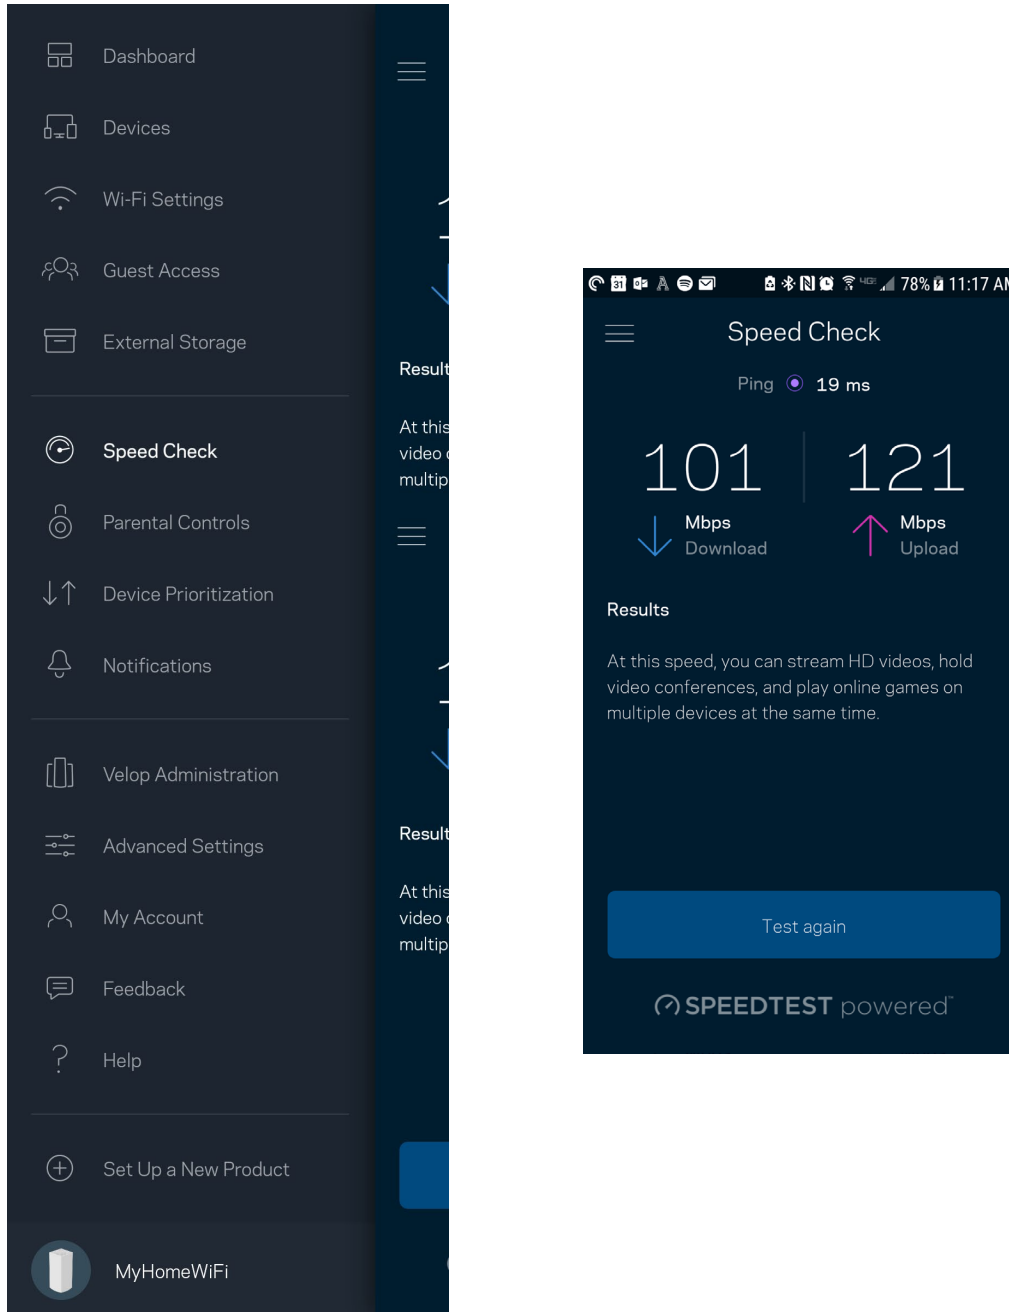 Dashboard
Devices
Wi-Fi Settings
Guest Access
External Storage
Speed Check
Parental Controls
Device Prioritization
Notifications
Velop Administration
Advanced Settings
My Account
Feedback
Help
Set Up a New Product
MyHomeWiFi
Result
At this
video
multip
Result
At this
video
multip
31 4G 78% 11:17 AM
Speed Check
Ping 19 ms
101 121
Mbps Mbps
Download Upload
Results
At this speed, you can stream HD videos, hold
video conferences, and play online games on
multiple devices at the same time.
Test again
SPEEDTEST powered™